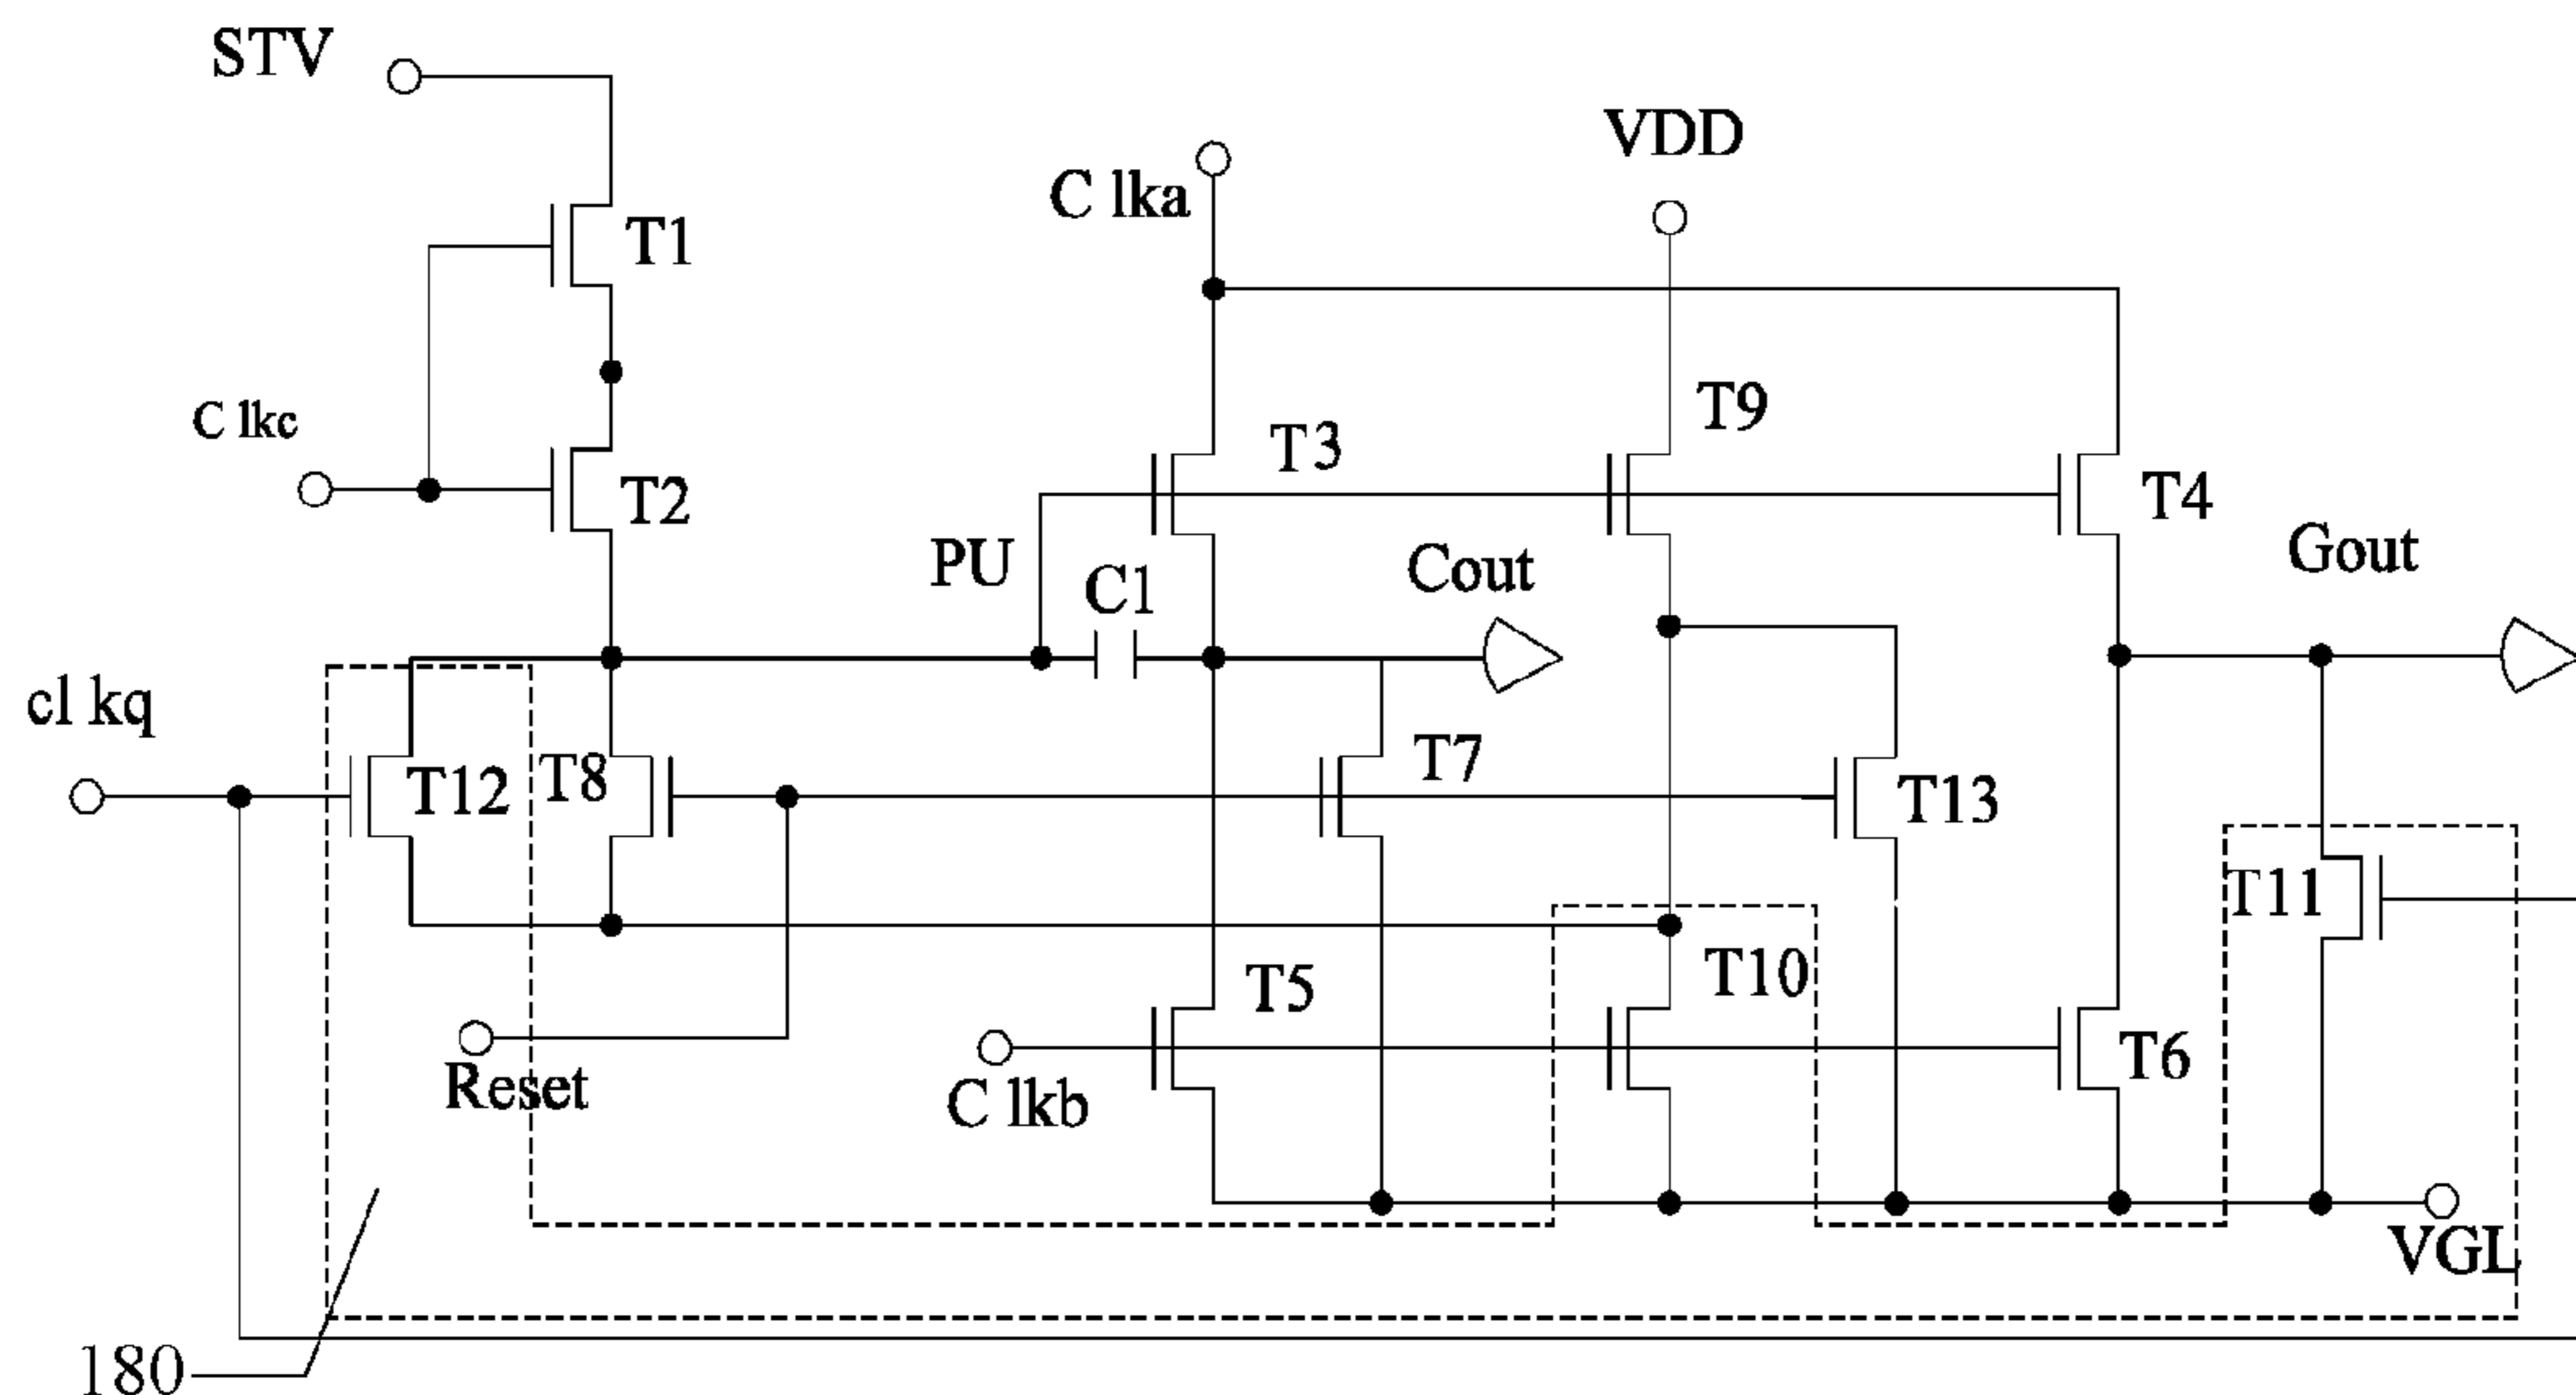 STV
VDD
C lka
T1
T9
C lkc
T3
T2
T4
PU
C1
Cout
Gout
cl kq
T12
T8
T7
T13
T11
T5
T10
Reset
C lkb
T6
VGL
180